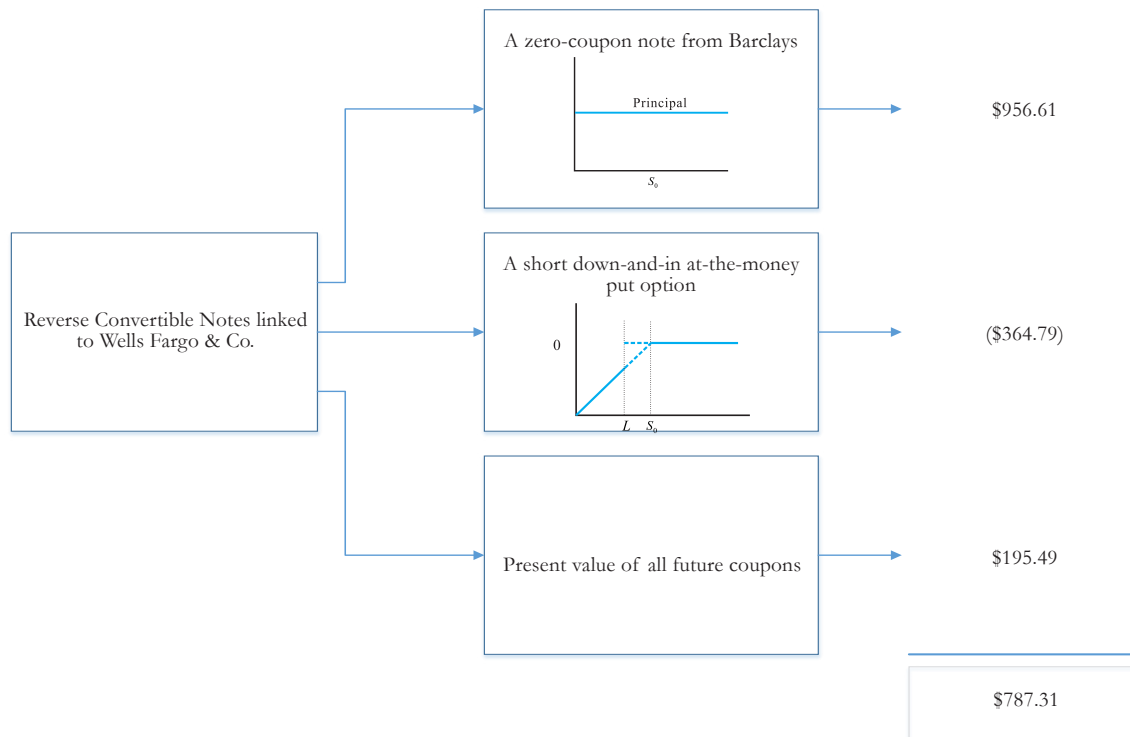 A zero-coupon note from Barclays
Principal
S₀
$956.61
Reverse Convertible Notes linked
to Wells Fargo & Co.
A short down-and-in at-the-money
put option
0
L S₀
($364.79)
Present value of all future coupons
$195.49
$787.31